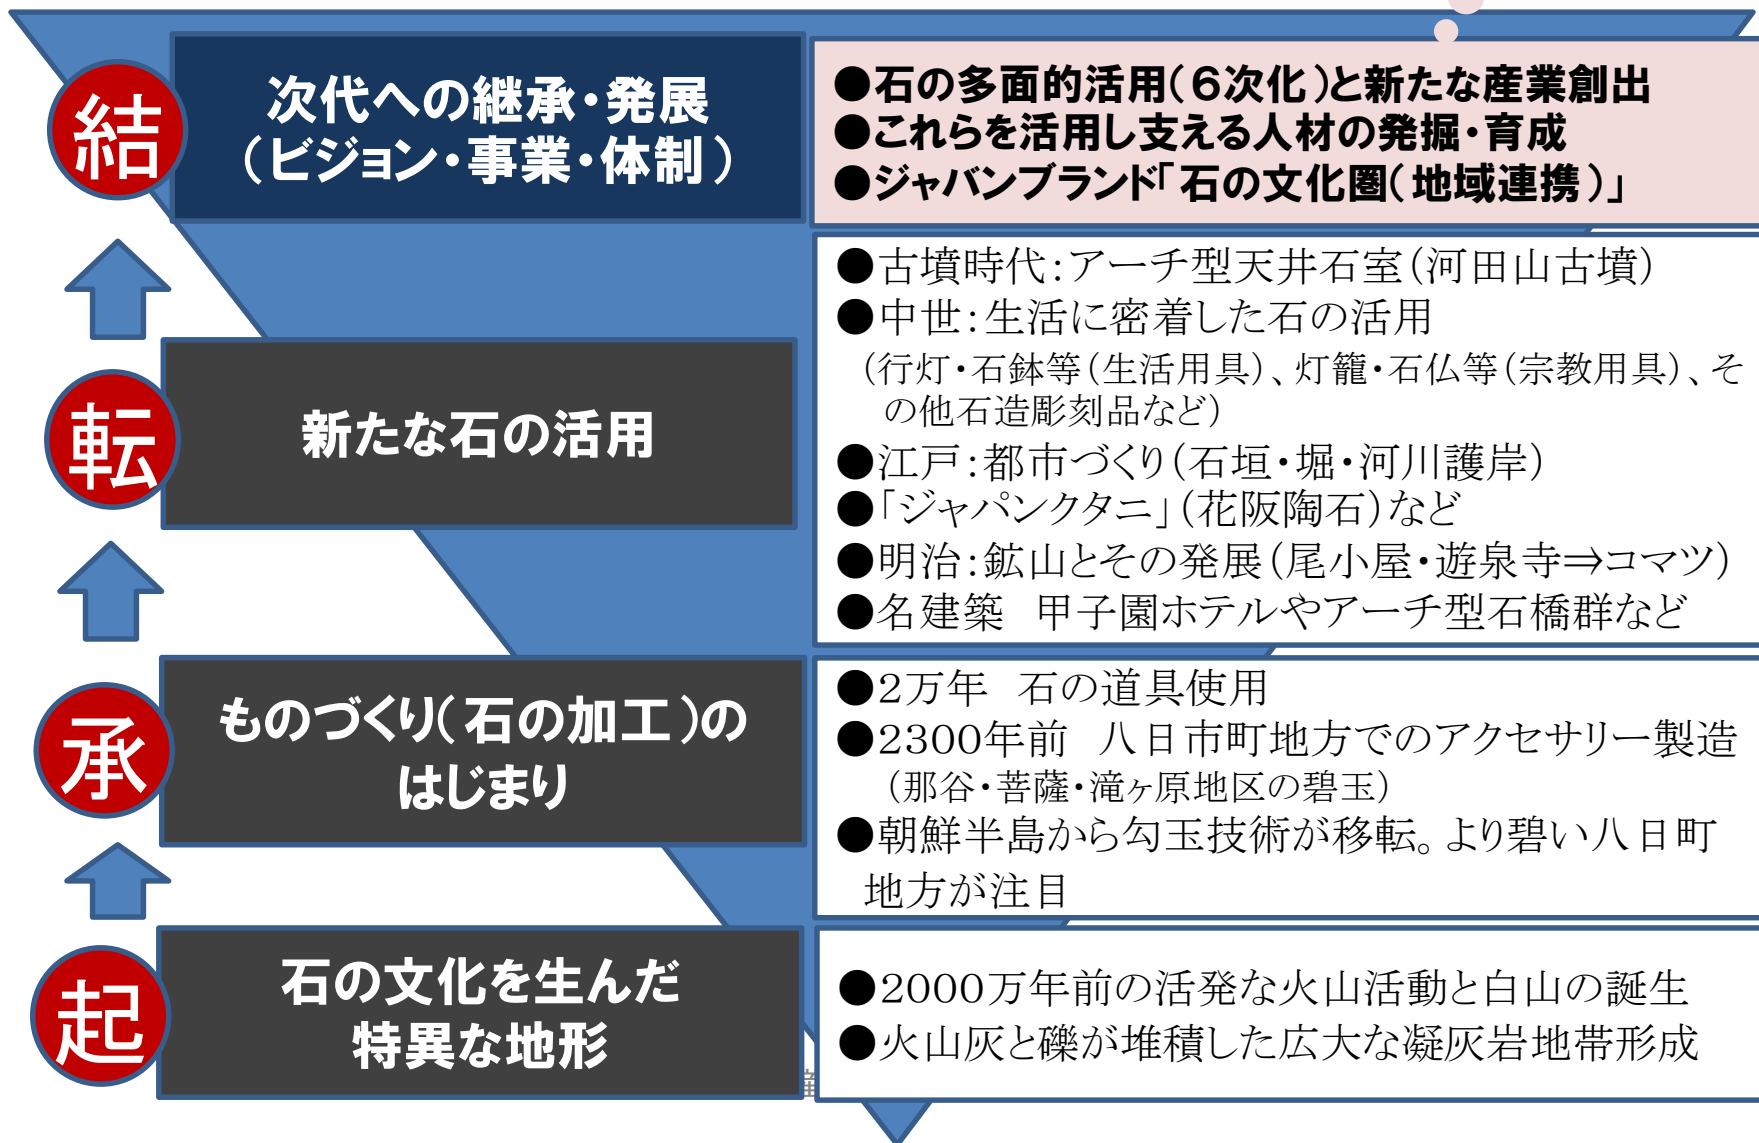 結
次代への継承・発展
（ビジョン・事業・体制）
●石の多面的活用（６次化）と新たな産業創出
●これらを活用し支える人材の発掘・育成
●ジャパンブランド「石の文化圏（地域連携）」
転
新たな石の活用
●古墳時代：アーチ型天井石室（河田山古墳）
●中世：生活に密着した石の活用
（行灯・石鉢等（生活用具）、灯籠・石仏等（宗教用具）、そ
の他石造彫刻品など）
●江戸：都市づくり（石垣・堀・河川護岸）
●「ジャパンクタニ」（花阪陶石）など
●明治：鉱山とその発展（尾小屋・遊泉寺⇒コマツ）
●名建築　甲子園ホテルやアーチ型石橋群など
承
ものづくり（石の加工）の
はじまり
●2万年　石の道具使用
●2300年前　八日市町地方でのアクセサリー製造
（那谷・菩薩・滝ヶ原地区の碧玉）
●朝鮮半島から勾玉技術が移転。より碧い八日町
地方が注目
起
石の文化を生んだ
特異な地形
●2000万年前の活発な火山活動と白山の誕生
●火山灰と礫が堆積した広大な凝灰岩地帯形成